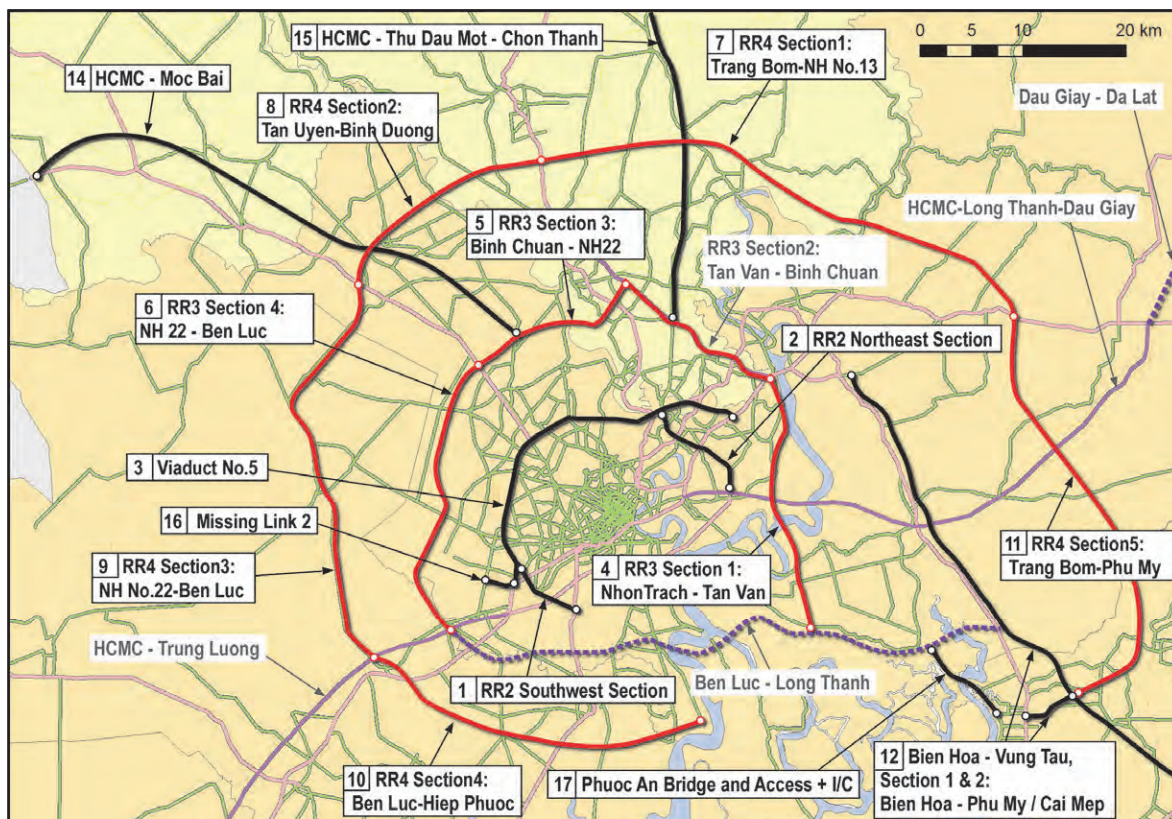 15 HCMC - Thu Dau Mot - Chon Thanh
7 RR4 Section1:
Trang Bom-NH No.13
0 10 20 km
14 HCMC - Moc Bai
8 RR4 Section2:
Tan Uyen-Binh Duong
Dau Giay - Da Lat
HCMC-Long Thanh-Dau Giay
5 RR3 Section 3:
Binh Chuan - NH22
RR3 Section2:
Tan Van - Binh Chuan
6 RR3 Section 4:
NH 22 - Ben Luc
2 RR2 Northeast Section
3 Viaduct No.5
16 Missing Link 2
9 RR4 Section3:
NH No.22-Ben Luc
4 RR3 Section 1:
NhonTrach - Tan Van
11 RR4 Section5:
Trang Bom-Phu My
HCMC - Trung Luong
1 RR2 Southwest Section
Ben Luc - Long Thanh
10 RR4 Section4:
Ben Luc-Hiep Phuoc
17 Phuoc An Bridge and Access + I/C
12 Bien Hoa - Vung Tau,
Section 1 & 2:
Bien Hoa - Phu My / Cai Mep